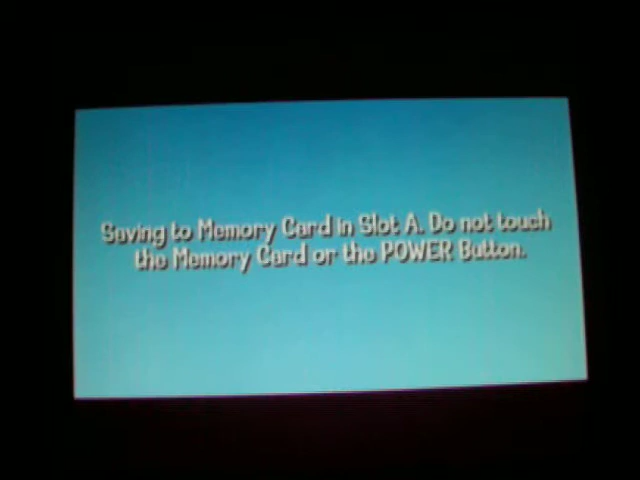 Saving to Memory Card in Slot A. Do not touch
the Memory Card or the POWER Button.